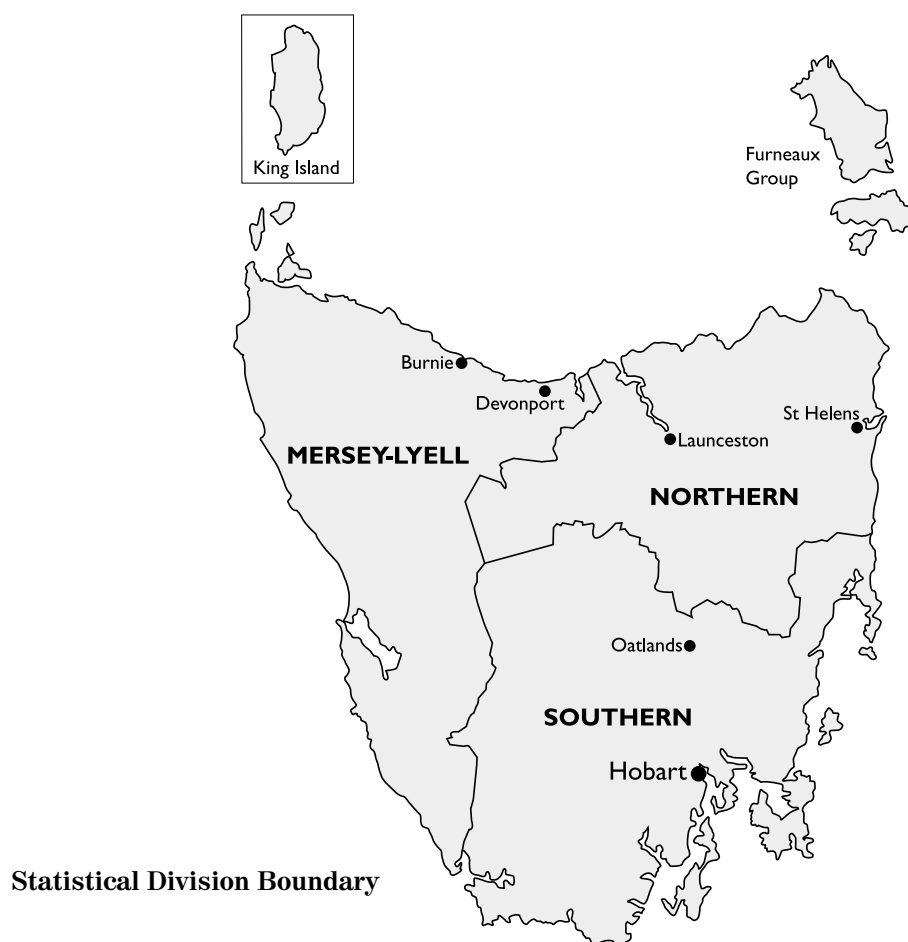 King Island
Furneaux
Group
Burnie
Devonport
St Helens
Launceston
MERSEY-LYELL
NORTHERN
Oatlands
SOUTHERN
Hobart
Statistical Division Boundary